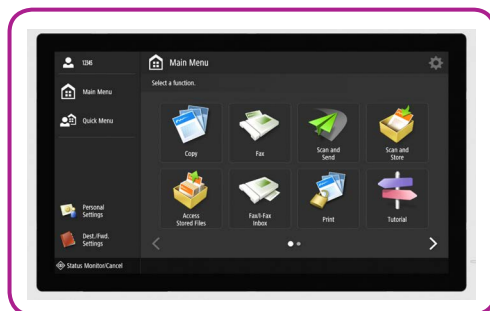 12345
Main Menu
Quick Menu
Personal
Settings
Dest./Fwd.
Settings
Status Monitor/Cancel
Main Menu
Select a function.
Copy
Fax
Scan and
Send
Scan and
Store
Access
Stored Files
Fax/I-Fax
Inbox
Print
Tutorial